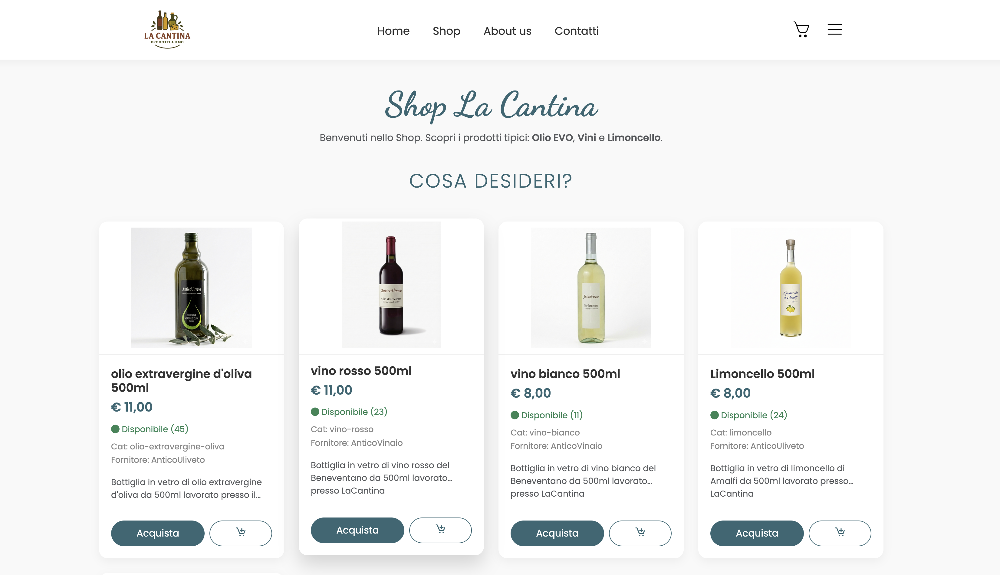 LA CANTINA
PRODOTTI A KM0
Home
Shop
About us
Contatti
Shop La Cantina
Benvenuti nello Shop. Scopri i prodotti tipici: Olio EVO, Vini e Limoncello.
COSA DESIDERI?
AnticoUliveto
OLIO EXTRA
VERGINE DI OLIVA
olio extravergine d'oliva
500ml
€ 11,00
Disponibile (45)
Cat: olio-extravergine-oliva
Fornitore: AnticoUliveto
Bottiglia in vetro di olio extravergine
d'oliva da 500ml lavorato presso il...
Acquista
AnticoVinaio
Vino Beneventano
vino rosso 500ml
€ 11,00
Disponibile (23)
Cat: vino-rosso
Fornitore: AnticoVinaio
Bottiglia in vetro di vino rosso del
Beneventano da 500ml lavorato...
presso LaCantina
Acquista
AnticoVinaio
Vino Beneventano
vino bianco 500ml
€ 8,00
Disponibile (11)
Cat: vino-bianco
Fornitore: AnticoVinaio
Bottiglia in vetro di vino bianco del
Beneventano da 500ml lavorato...
presso LaCantina
Acquista
Limoncello
di Amalfi
Limoncello 500ml
€ 8,00
Disponibile (24)
Cat: limoncello
Fornitore: AnticoUliveto
Bottiglia in vetro di limoncello di
Amalfi da 500ml lavorato presso...
LaCantina
Acquista